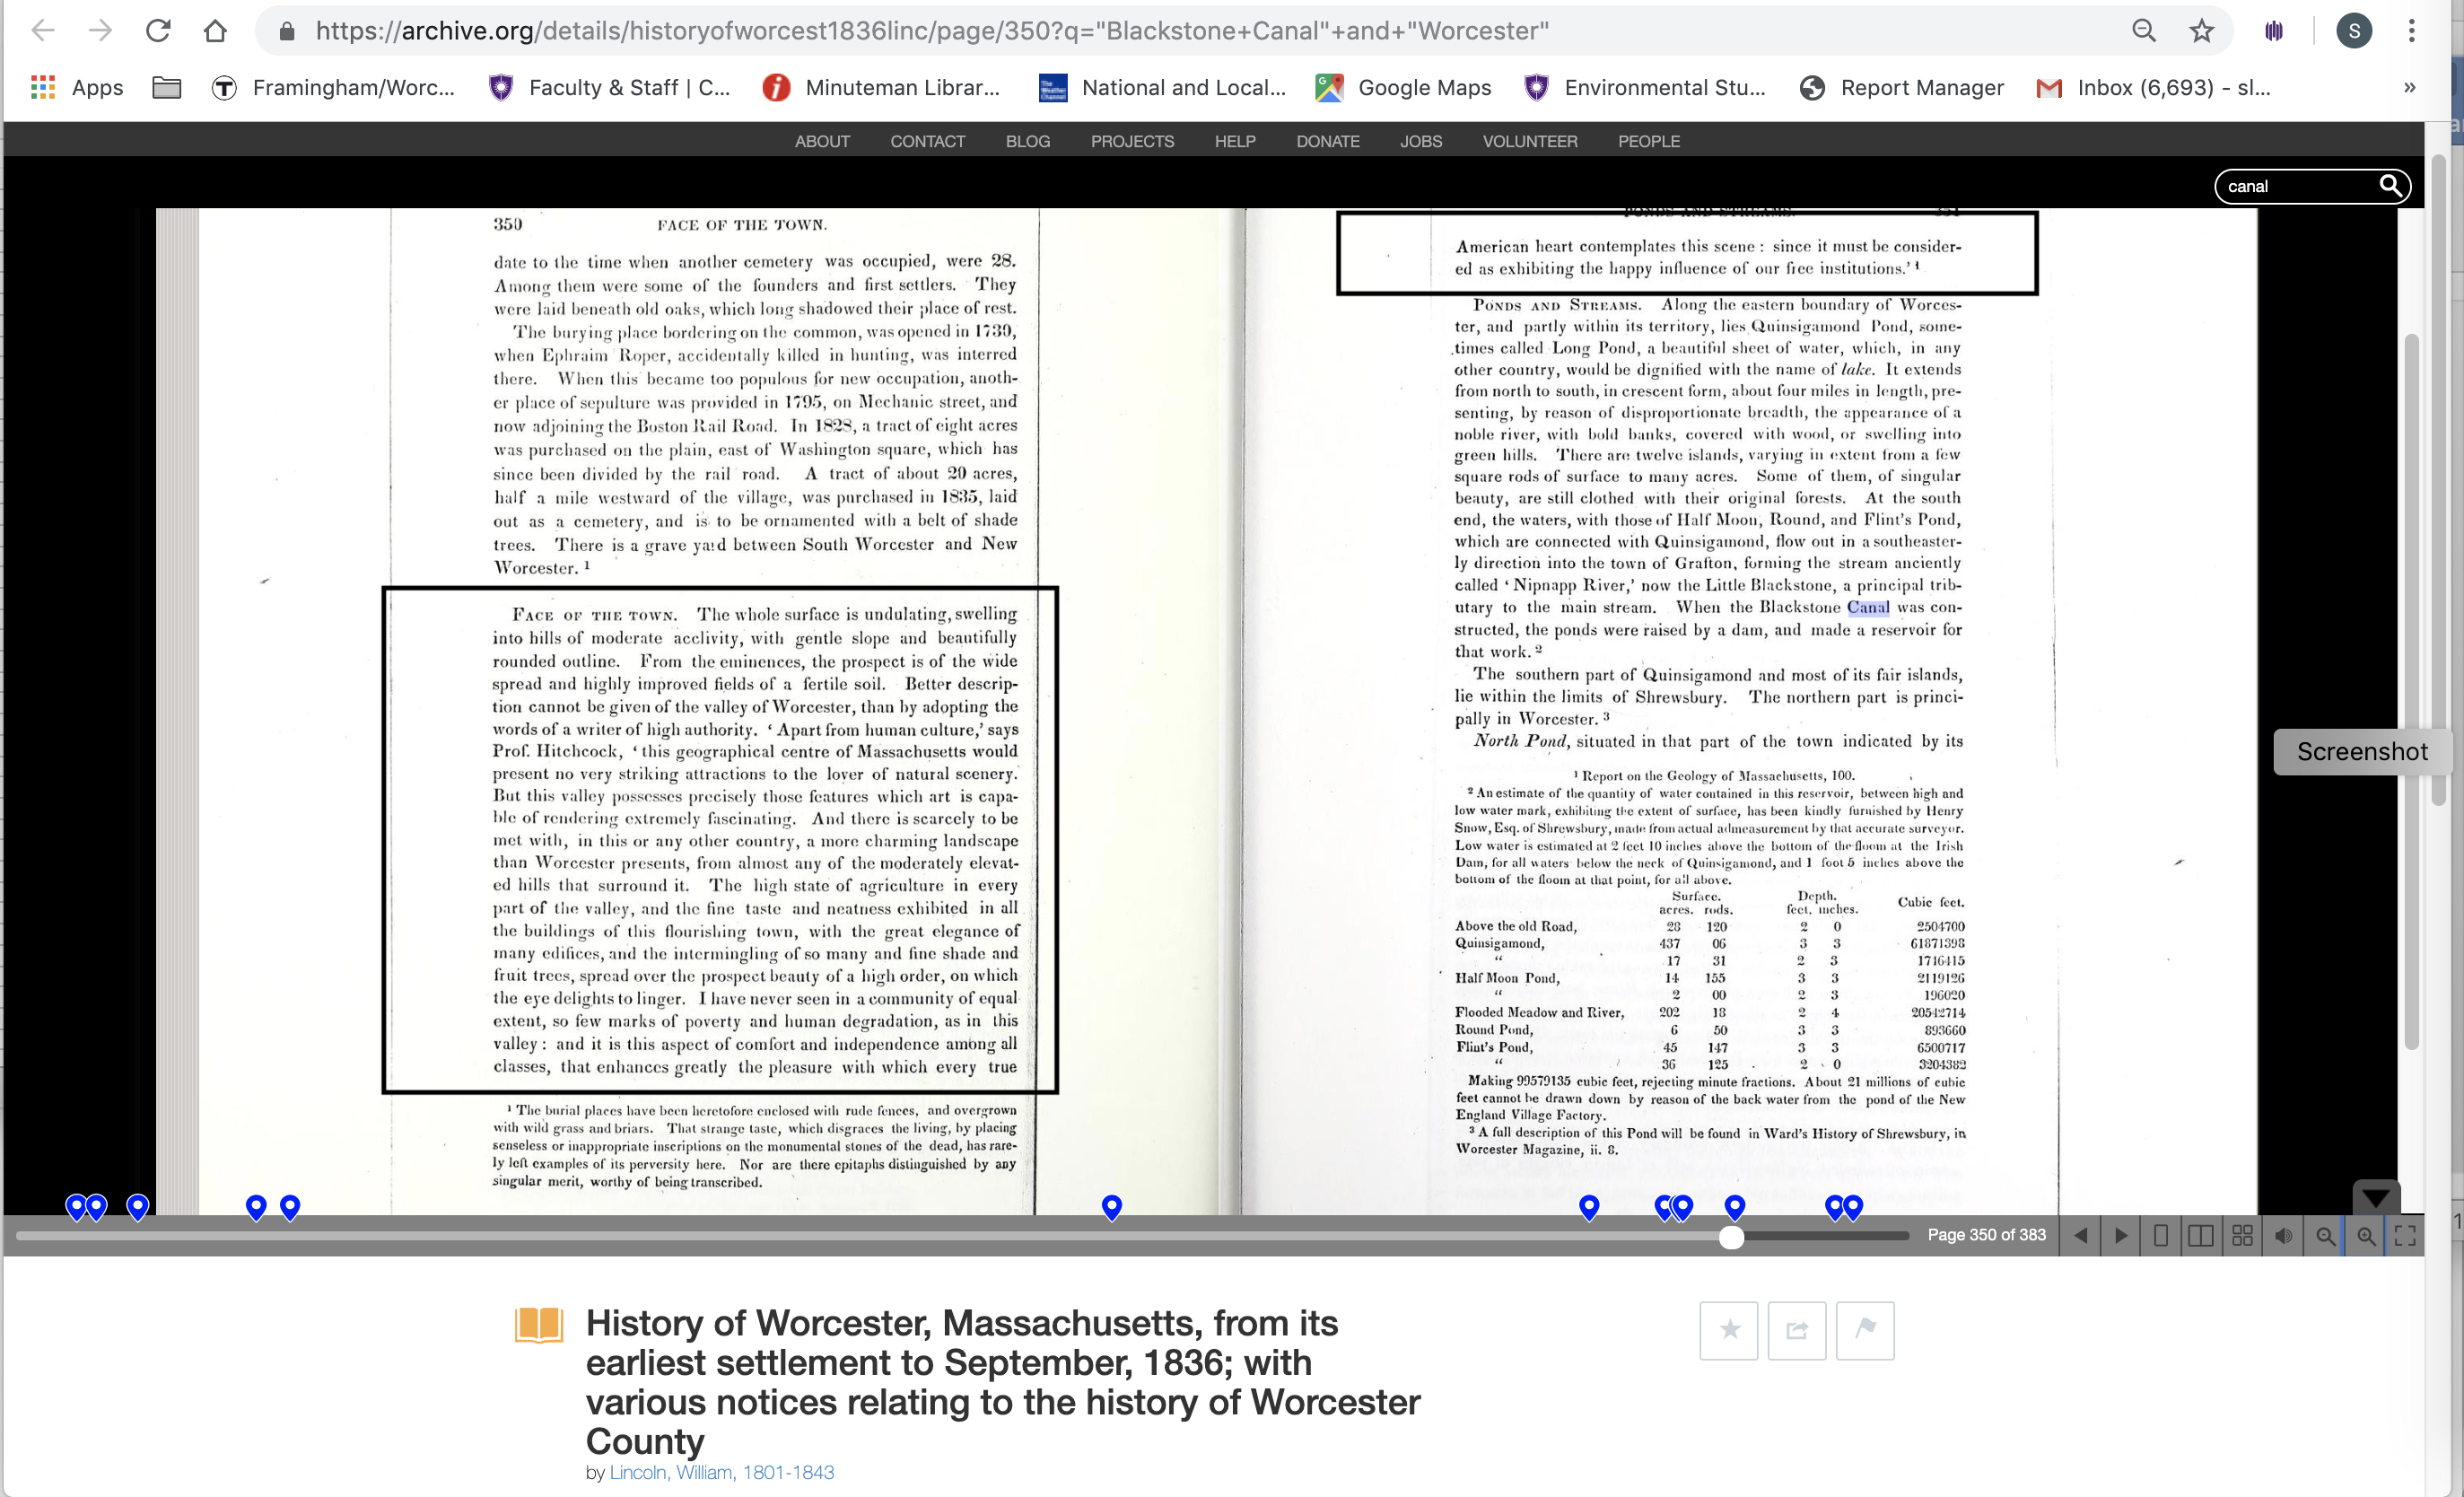 https://archive.org/details/historyofworcest1836linc/page/350?q="Blackstone+Canal"+and+"Worcester"
S
Apps
Framingham/Worc...
Faculty & Staff | C...
Minuteman Librar...
National and Local...
Google Maps
Environmental Stu...
Report Manager
Inbox (6,693) - sl...
»
ABOUT CONTACT BLOG PROJECTS HELP DONATE JOBS VOLUNTEER PEOPLE
canal
350 FACE OF THE TOWN.
date to the time when another cemetery was occupied, were 28.
Among them were some of the founders and first settlers. They
were laid beneath old oaks, which long shadowed their place of rest.
The burying place bordering on the common, was opened in 1730,
when Ephraim Roper, accidentally killed in hunting, was interred
there. When this became too populous for new occupation, anoth-
er place of sepulture was provided in 1795, on Mechanic street, and
now adjoining the Boston Rail Road. In 1828, a tract of eight acres
was purchased on the plain, east of Washington square, which has
since been divided by the rail road. A tract of about 20 acres,
half a mile westward of the village, was purchased in 1835, laid
out as a cemetery, and is to be ornamented with a belt of shade
trees. There is a grave yard between South Worcester and New
Worcester. 1
FACE OF THE TOWN. The whole surface is undulating, swelling
into hills of moderate acclivity, with gentle slope and beautifully
rounded outline. From the eminences, the prospect is of the wide
spread and highly improved fields of a fertile soil. Better descrip-
tion cannot be given of the valley of Worcester, than by adopting the
words of a writer of high authority. ‘Apart from human culture,’ says
Prof. Hitchcock, ‘this geographical centre of Massachusetts would
present no very striking attractions to the lover of natural scenery.
But this valley possesses precisely those features which art is capa-
ble of rendering extremely fascinating. And there is scarcely to be
met with, in this or any other country, a more charming landscape
than Worcester presents, from almost any of the moderately elevat-
ed hills that surround it. The high state of agriculture in every
part of the valley, and the fine taste and neatness exhibited in all
the buildings of this flourishing town, with the great elegance of
many edifices, and the intermingling of so many and fine shade and
fruit trees, spread over the prospect beauty of a high order, on which
the eye delights to linger. I have never seen in a community of equal
extent, so few marks of poverty and human degradation, as in this
valley : and it is this aspect of comfort and independence among all
classes, that enhances greatly the pleasure with which every true
1 The burial places have been heretofore enclosed with rude fences, and overgrown
with wild grass and briars. That strange taste, which disgraces the living, by placing
senseless or inappropriate inscriptions on the monumental stones of the dead, has rare-
ly left examples of its perversity here. Nor are there epitaphs distinguished by any
singular merit, worthy of being transcribed.
PONDS AND STREAMS. 351
American heart contemplates this scene : since it must be consider-
ed as exhibiting the happy influence of our free institutions.’ 1
PONDS AND STREAMS. Along the eastern boundary of Worces-
ter, and partly within its territory, lies Quinsigamond Pond, some-
times called Long Pond, a beautiful sheet of water, which, in any
other country, would be dignified with the name of lake. It extends
from north to south, in crescent form, about four miles in length, pre-
senting, by reason of disproportionate breadth, the appearance of a
noble river, with bold banks, covered with wood, or swelling into
green hills. There are twelve islands, varying in extent from a few
square rods of surface to many acres. Some of them, of singular
beauty, are still clothed with their original forests. At the south
end, the waters, with those of Half Moon, Round, and Flint's Pond,
which are connected with Quinsigamond, flow out in a southeaster-
ly direction into the town of Grafton, forming the stream anciently
called ‘Nipnapp River,’ now the Little Blackstone, a principal trib-
utary to the main stream. When the Blackstone Canal was con-
structed, the ponds were raised by a dam, and made a reservoir for
that work. 2
The southern part of Quinsigamond and most of its fair islands,
lie within the limits of Shrewsbury. The northern part is princi-
pally in Worcester. 3
North Pond, situated in that part of the town indicated by its
1 Report on the Geology of Massachusetts, 100.
2 An estimate of the quantity of water contained in this reservoir, between high and
low water mark, exhibiting the extent of surface, has been kindly furnished by Henry
Snow, Esq. of Shrewsbury, made from actual admeasurement by that accurate surveyor.
Low water is estimated at 2 feet 10 inches above the bottom of the floom at the Irish
Dam, for all waters below the neck of Quinsigamond, and 1 foot 5 inches above the
bottom of the floom at that point, for all above.
Surface. Depth. Cubic feet.
acres. rods. feet. inches.
Above the old Road, 28 120 2 0 2504700
Quinsigamond, 437 06 3 3 61871398
“ 17 31 2 3 1716415
Half Moon Pond, 14 155 3 3 2119126
“ 2 00 2 3 196020
Flooded Meadow and River, 202 18 2 4 20542714
Round Pond, 6 50 3 3 893660
Flint's Pond, 45 147 3 3 6500717
“ 36 125 2 0 3204382
Making 99579135 cubic feet, rejecting minute fractions. About 21 millions of cubic
feet cannot be drawn down by reason of the back water from the pond of the New
England Village Factory.
3 A full description of this Pond will be found in Ward's History of Shrewsbury, in
Worcester Magazine, ii. 8.
Screenshot
Page 350 of 383
History of Worcester, Massachusetts, from its
earliest settlement to September, 1836; with
various notices relating to the history of Worcester
County
by Lincoln, William, 1801-1843